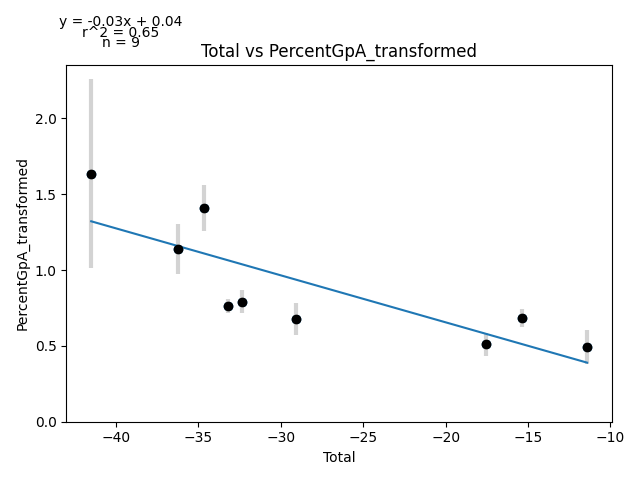 y = -0.03x + 0.04
r^2 = 0.65
n = 9
Total vs PercentGpA_transformed
PercentGpA_transformed
2.0
1.5
1.0
0.5
0.0
−40
−35
−30
−25
−20
−15
−10
Total